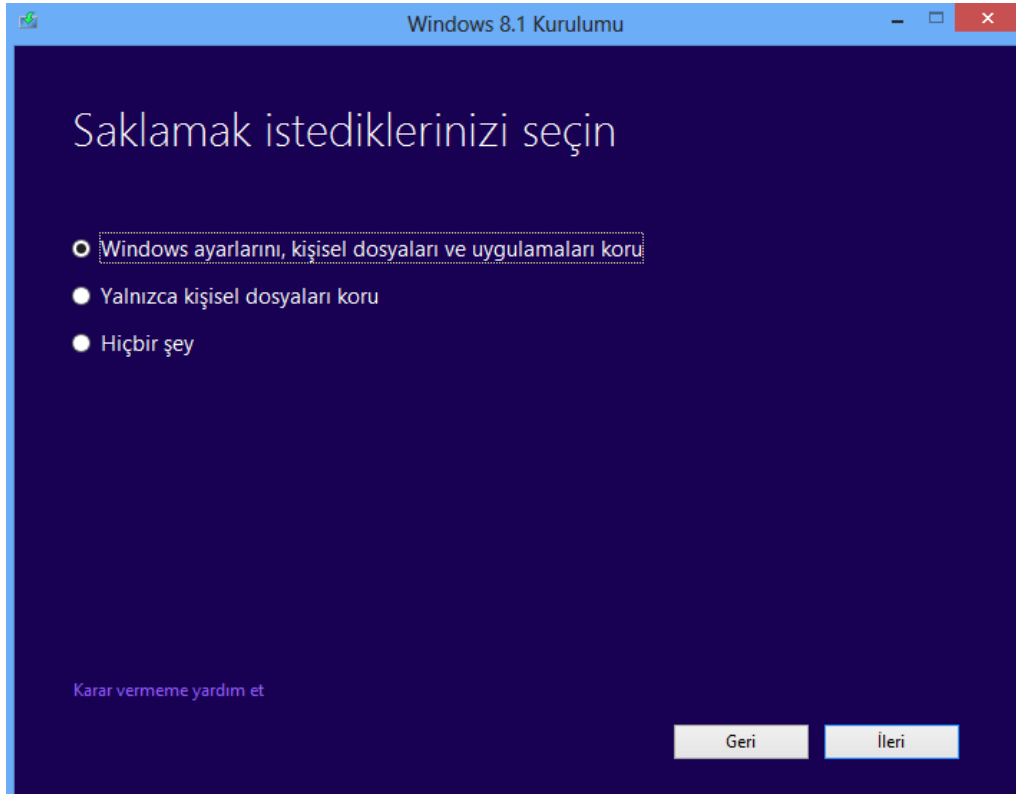 Windows 8.1 Kurulumu
Saklamak istediklerinizi seçin
Windows ayarlarını, kişisel dosyaları ve uygulamaları koru
Yalnızca kişisel dosyaları koru
Hiçbir şey
Karar vermeme yardım et
Geri
İleri